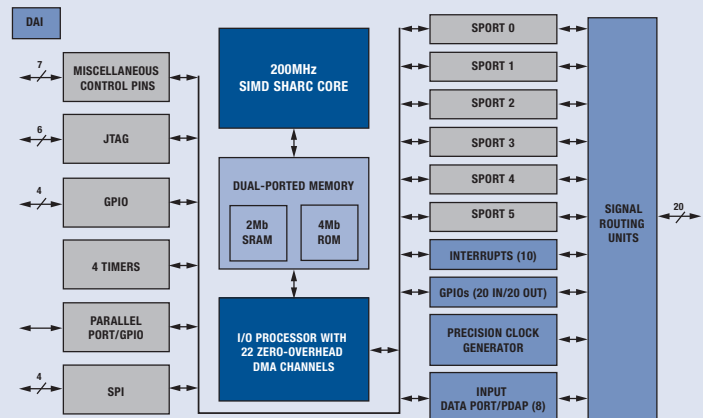 DAI
7
MISCELLANEOUS
CONTROL PINS
6
JTAG
4
GPIO
4 TIMERS
PARALLEL
PORT/GPIO
4
SPI
200MHz
SIMD SHARC CORE
DUAL-PORTED MEMORY
2Mb
SRAM
4Mb
ROM
I/O PROCESSOR WITH
22 ZERO-OVERHEAD
DMA CHANNELS
SPORT 0
SPORT 1
SPORT 2
SPORT 3
SPORT 4
SPORT 5
INTERRUPTS (10)
GPIOs (20 IN/20 OUT)
PRECISION CLOCK
GENERATOR
INPUT
DATA PORT/PDAP (8)
SIGNAL
ROUTING
UNITS
20